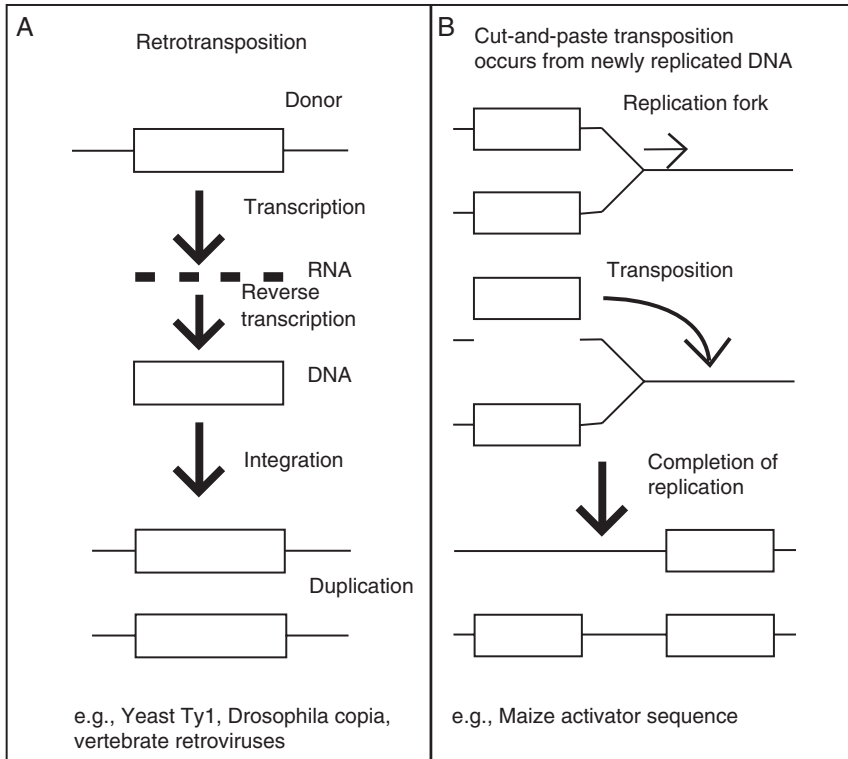 A
Retrotransposition
Donor
Transcription
RNA
Reverse
transcription
DNA
Integration
Duplication
e.g., Yeast Ty1, Drosophila copia,
vertebrate retroviruses
B
Cut-and-paste transposition
occurs from newly replicated DNA
Replication fork
Transposition
Completion of
replication
e.g., Maize activator sequence